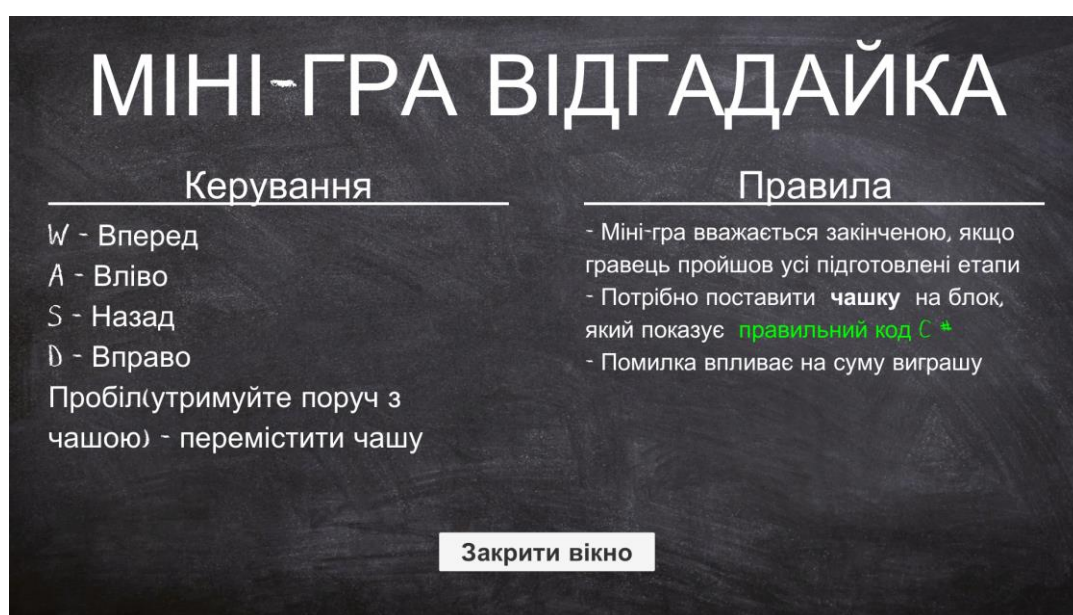 МІНІ-ГРА ВІДГАДАЙКА
Керування
W - Вперед
A - Вліво
S - Назад
D - Вправо
Пробіл(утримуйте поруч з
чашою) - перемістити чашу
Правила
- Міні-гра вважається закінченою, якщо
гравець пройшов усі підготовлені етапи
- Потрібно поставити чашку на блок,
який показує правильний код C#
- Помилка впливає на суму виграшу
Закрити вікно